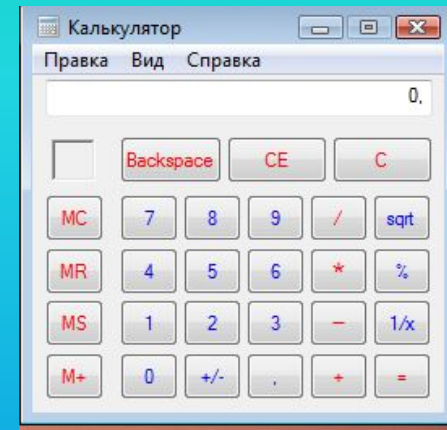 Калькулятор
Правка Вид Справка
0,
Backspace CE C
MC 7 8 9 / sqrt
MR 4 5 6 * %
MS 1 2 3 – 1/x
M+ 0 +/- , + =